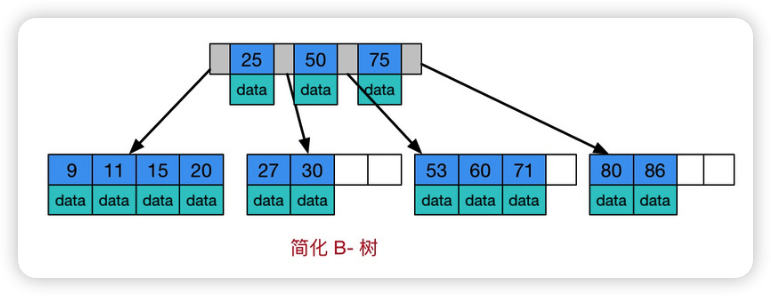 25 50 75
data data data
9 11 15 20 27 30 53 60 71 80 86
data data data data data data data data data data data
简化 B- 树